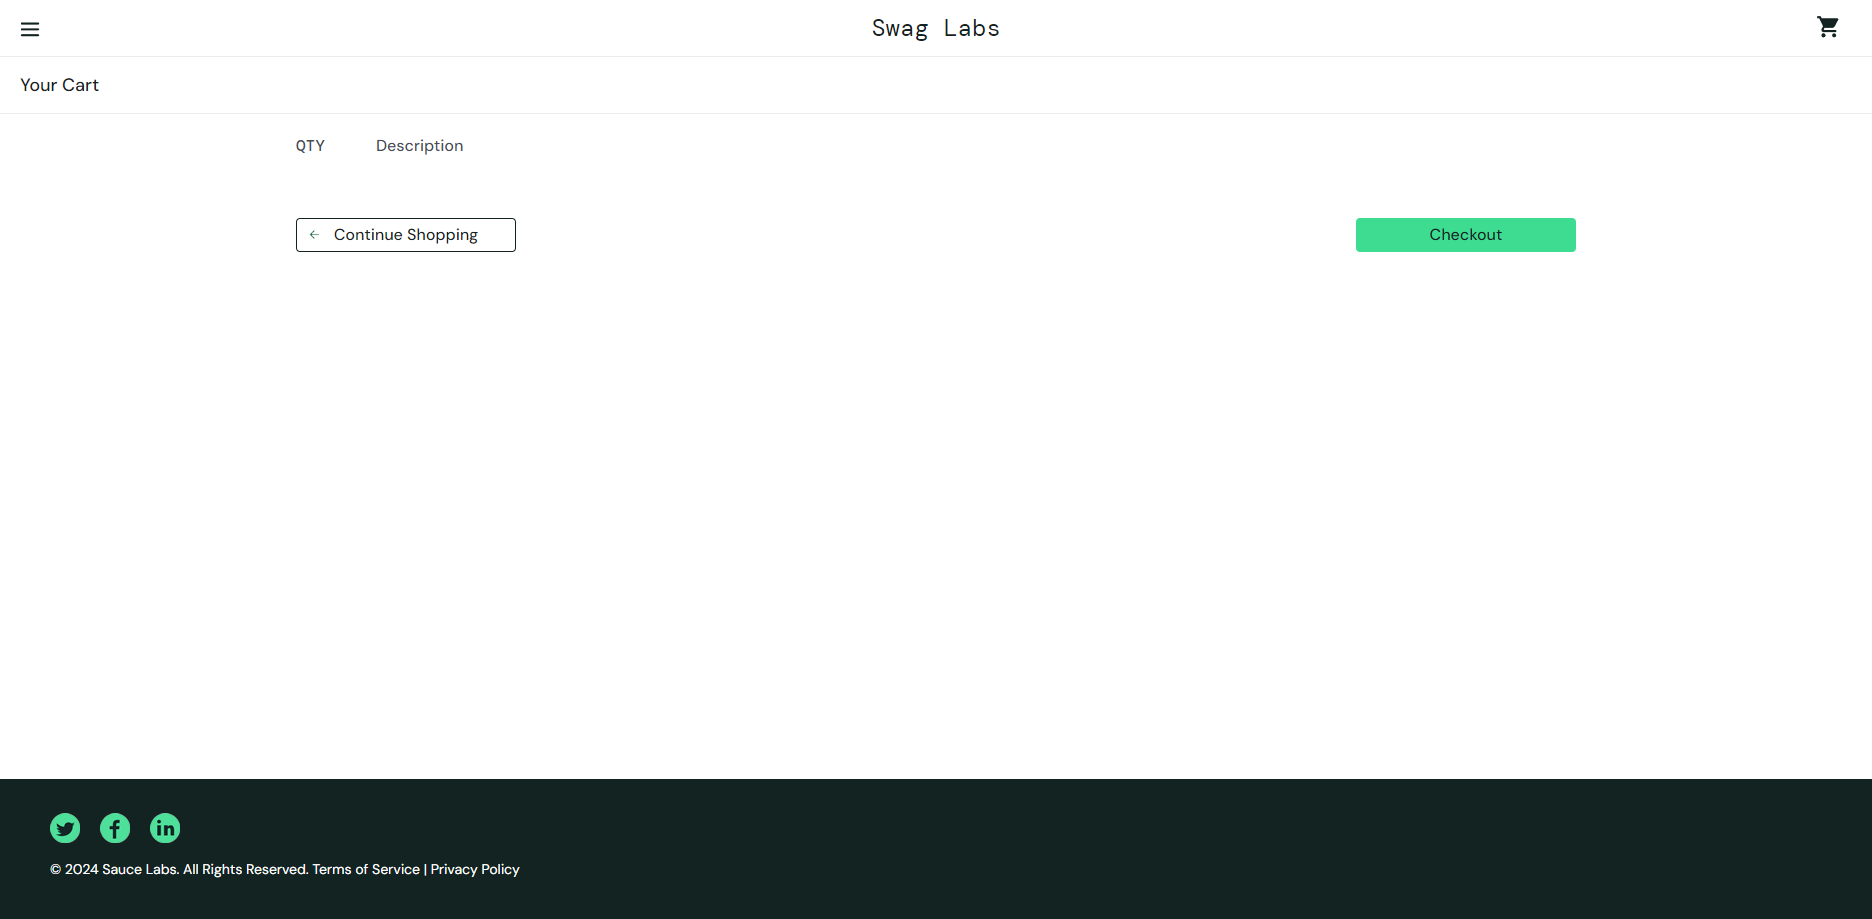 Swag Labs
Your Cart
QTY Description
Continue Shopping
Checkout
© 2024 Sauce Labs. All Rights Reserved. Terms of Service | Privacy Policy